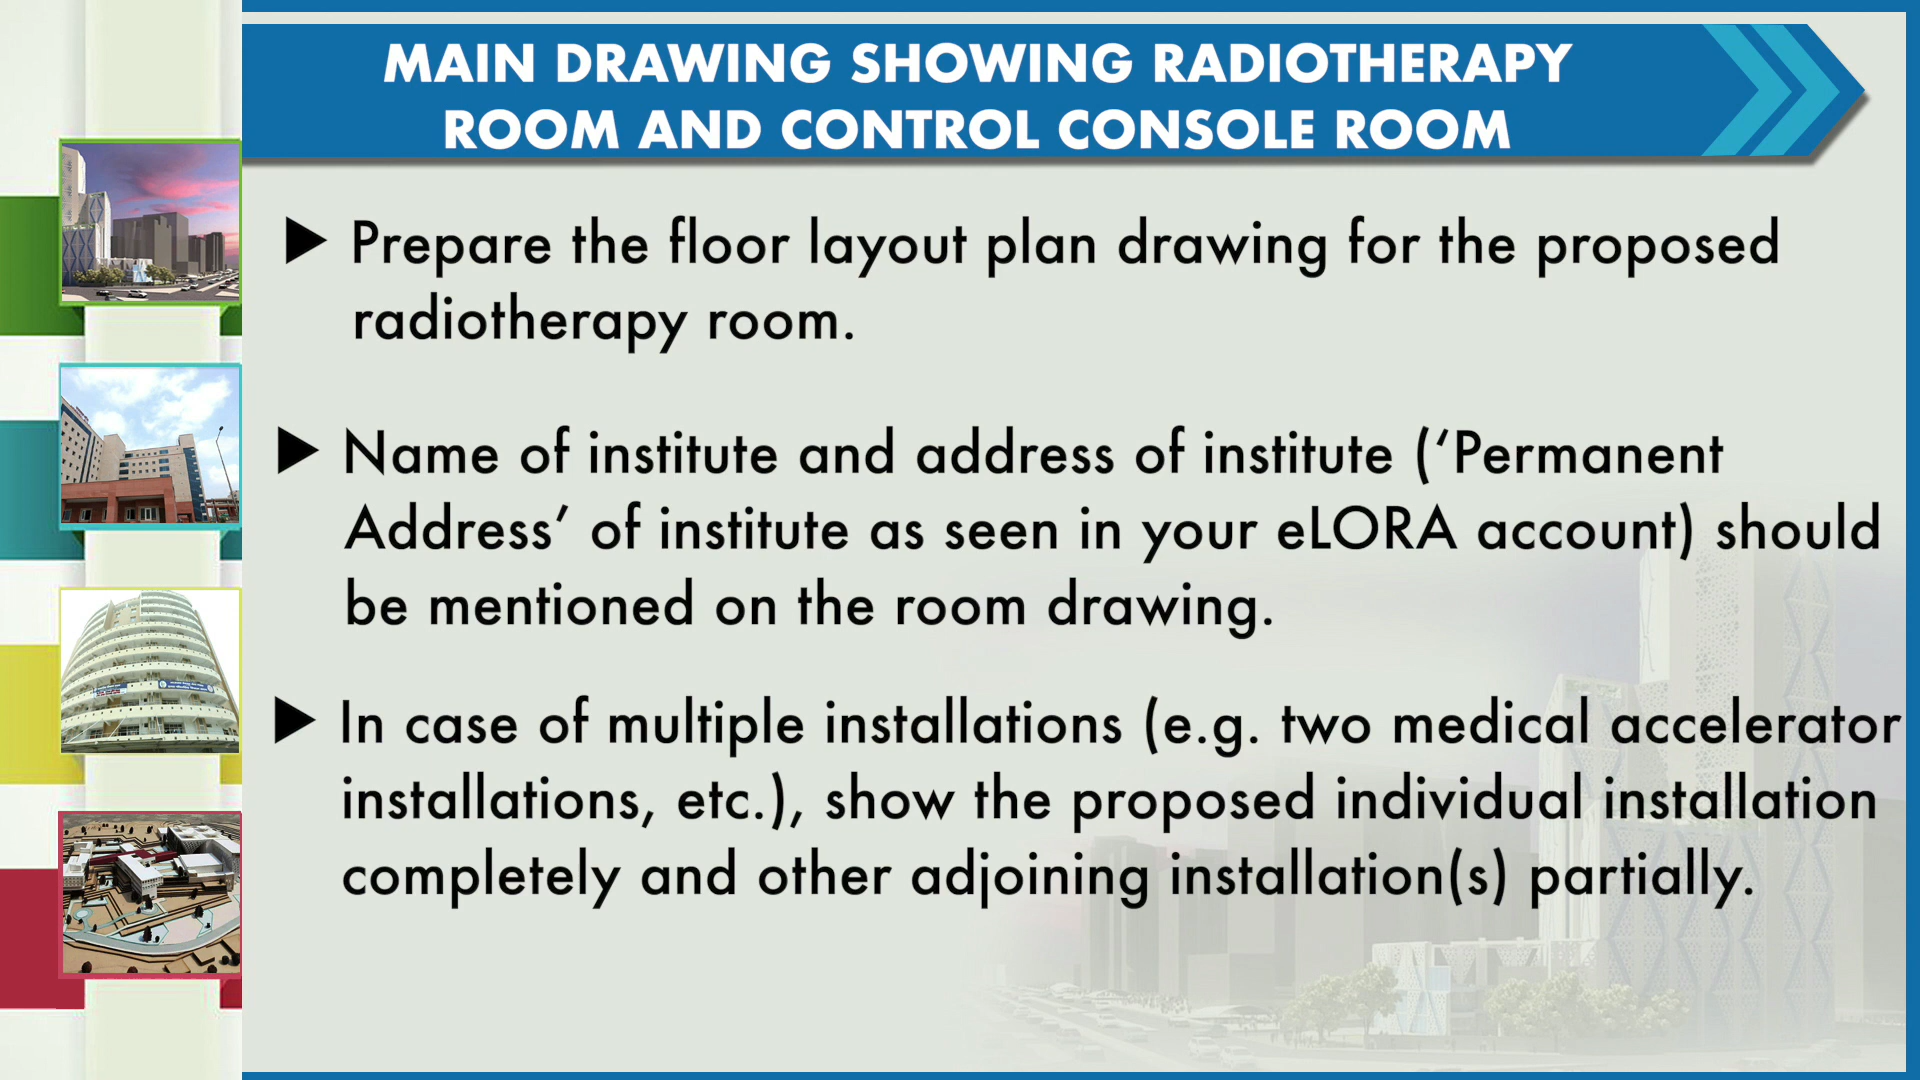 MAIN DRAWING SHOWING RADIOTHERAPY
ROOM AND CONTROL CONSOLE ROOM
▶ Prepare the floor layout plan drawing for the proposed
radiotherapy room.
▶ Name of institute and address of institute (‘Permanent
Address’ of institute as seen in your eLORA account) should
be mentioned on the room drawing.
▶ In case of multiple installations (e.g. two medical accelerator
installations, etc.), show the proposed individual installation
completely and other adjoining installation(s) partially.